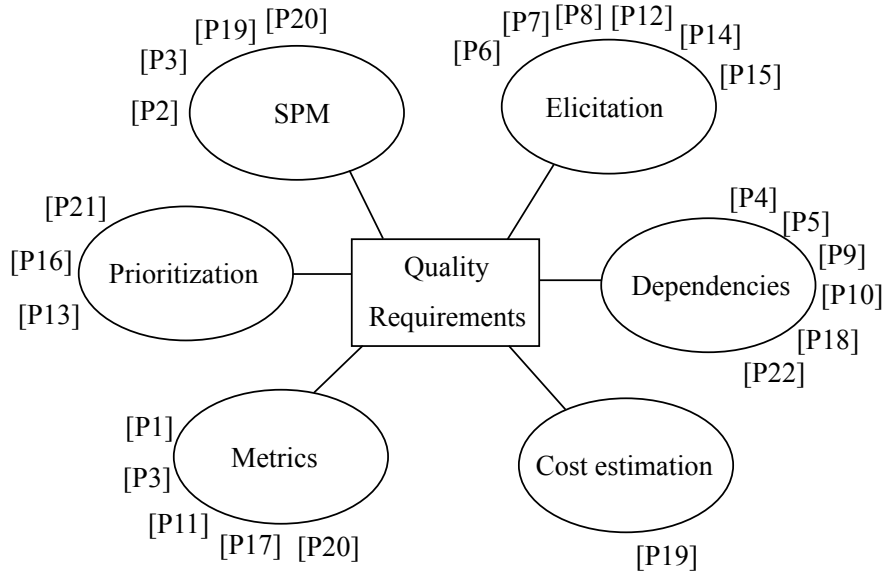 [P2]
[P3]
[P19]
[P20]
SPM
[P6]
[P7]
[P8]
[P12]
[P14]
[P15]
Elicitation
[P21]
[P16]
[P13]
Prioritization
Quality
Requirements
[P4]
[P5]
[P9]
[P10]
[P18]
[P22]
Dependencies
[P1]
[P3]
[P11]
[P17]
[P20]
Metrics
Cost estimation
[P19]